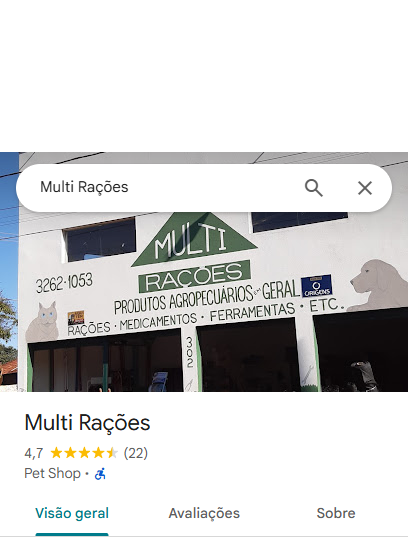 Multi Rações
MULTI
RAÇÕES
3262-1053
PRODUTOS AGROPECUÁRIOS EM GERAL
ORIGENS
RAÇÕES · MEDICAMENTOS · FERRAMENTAS · ETC.
302
Multi Rações
4,7 (22)
Pet Shop ·
Visão geral
Avaliações
Sobre